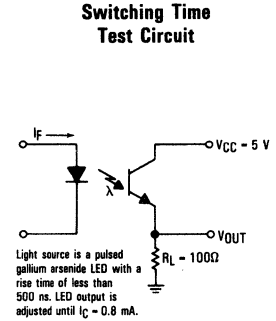 Switching Time
Test Circuit
IF
λ
VCC = 5 V
VOUT
RL = 100Ω
Light source is a pulsed
gallium arsenide LED with a
rise time of less than
500 ns. LED output is
adjusted until IC = 0.8 mA.